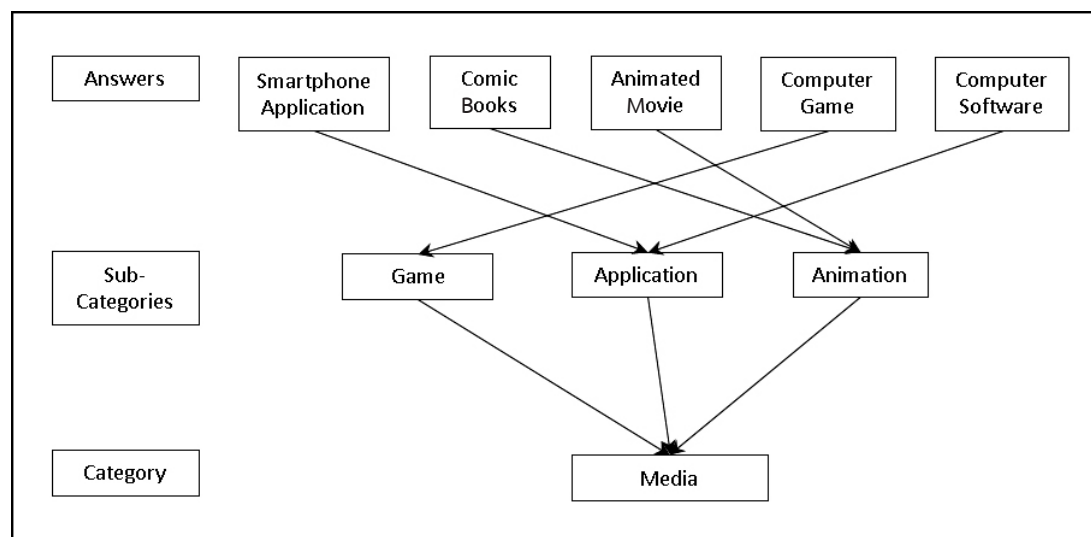 Answers
Smartphone
Application
Comic
Books
Animated
Movie
Computer
Game
Computer
Software
Sub-
Categories
Game
Application
Animation
Category
Media